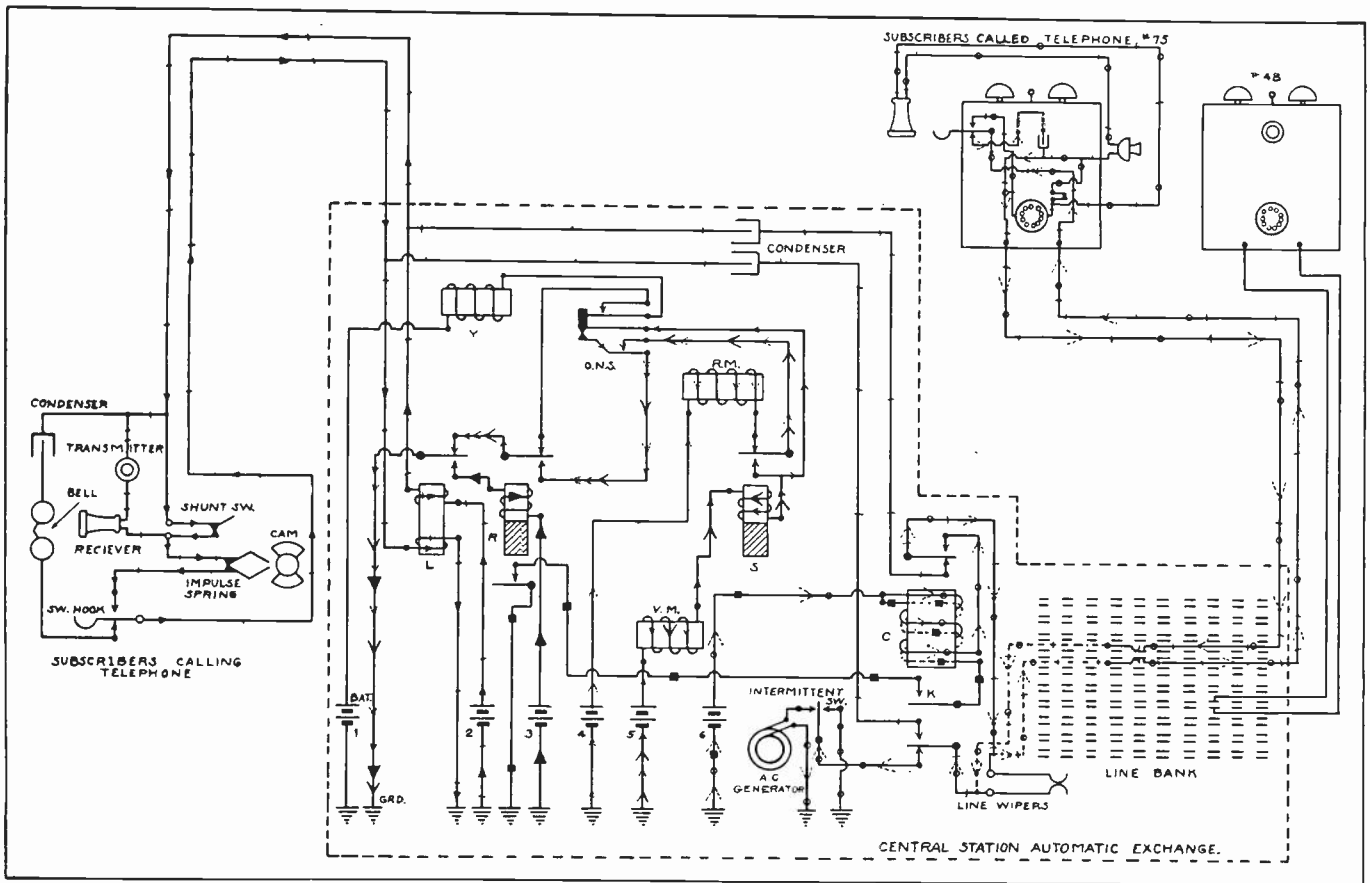 SUBSCRIBERS CALLED TELEPHONE, #75
#48
CONDENSER
Y
O.N.S.
R.M.
CONDENSER
TRANSMITTER
BELL
SHUNT SW.
CAM
RECIEVER
IMPULSE
SPRING
SW. HOOK
SUBSCRIBERS CALLING
TELEPHONE
L
R
S
V.M.
C
K
BAT.
1
2
3
4
5
6
GRD.
INTERMITTENT
SW.
A C
GENERATOR
LINE WIPERS
LINE BANK
CENTRAL STATION AUTOMATIC EXCHANGE.